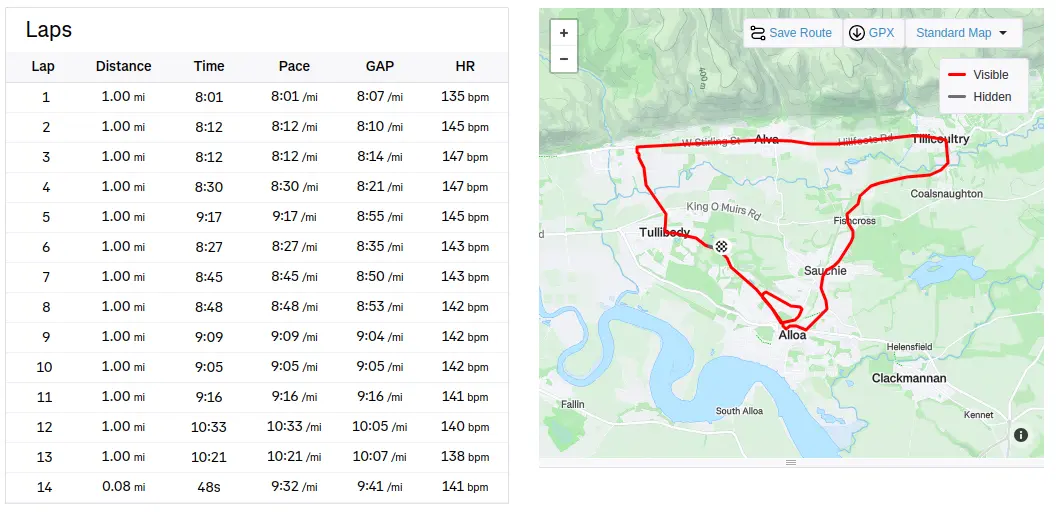 Laps
Lap Distance Time Pace GAP HR
1 1.00 mi 8:01 8:01 /mi 8:07 /mi 135 bpm
2 1.00 mi 8:12 8:12 /mi 8:10 /mi 145 bpm
3 1.00 mi 8:12 8:12 /mi 8:14 /mi 147 bpm
4 1.00 mi 8:30 8:30 /mi 8:21 /mi 147 bpm
5 1.00 mi 9:17 9:17 /mi 8:55 /mi 145 bpm
6 1.00 mi 8:27 8:27 /mi 8:35 /mi 143 bpm
7 1.00 mi 8:45 8:45 /mi 8:50 /mi 143 bpm
8 1.00 mi 8:48 8:48 /mi 8:53 /mi 142 bpm
9 1.00 mi 9:09 9:09 /mi 9:04 /mi 142 bpm
10 1.00 mi 9:05 9:05 /mi 9:05 /mi 142 bpm
11 1.00 mi 9:16 9:16 /mi 9:16 /mi 141 bpm
12 1.00 mi 10:33 10:33 /mi 10:05 /mi 140 bpm
13 1.00 mi 10:21 10:21 /mi 10:07 /mi 138 bpm
14 0.08 mi 48s 9:32 /mi 9:41 /mi 141 bpm
+
−
Save Route GPX Standard Map
Visible
Hidden
400 m
W Stirling St Alva Hillfoots Rd Tillicoultry
Coalsnaughton
King O Muirs Rd
Fishcross
d Tullibody
Sauchie
Alloa
Helensfield
Clackmannan
Fallin
South Alloa
Kennet
i